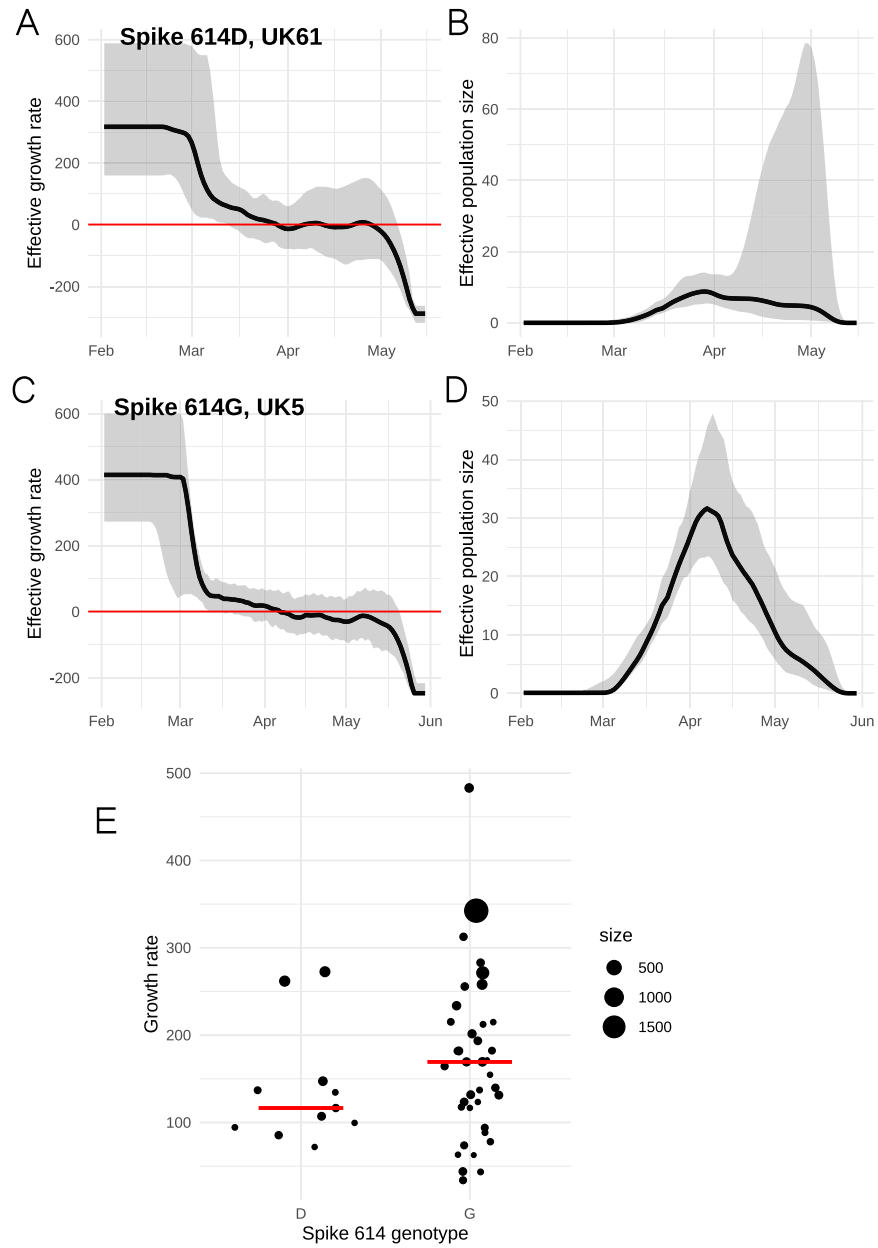 A
Spike 614D, UK61
Effective growth rate
600
400
200
0
-200
Feb Mar Apr May
B
Effective Population size
80
60
40
20
0
Feb Mar Apr May
C
Spike 614G, UK5
Effective growth rate
600
400
200
0
-200
Feb Mar Apr May Jun
D
Effective Population size
50
40
30
20
10
0
Feb Mar Apr May Jun
E
Growth rate
500
400
300
200
100
D G
Spike 614 genotype
size
500
1000
1500